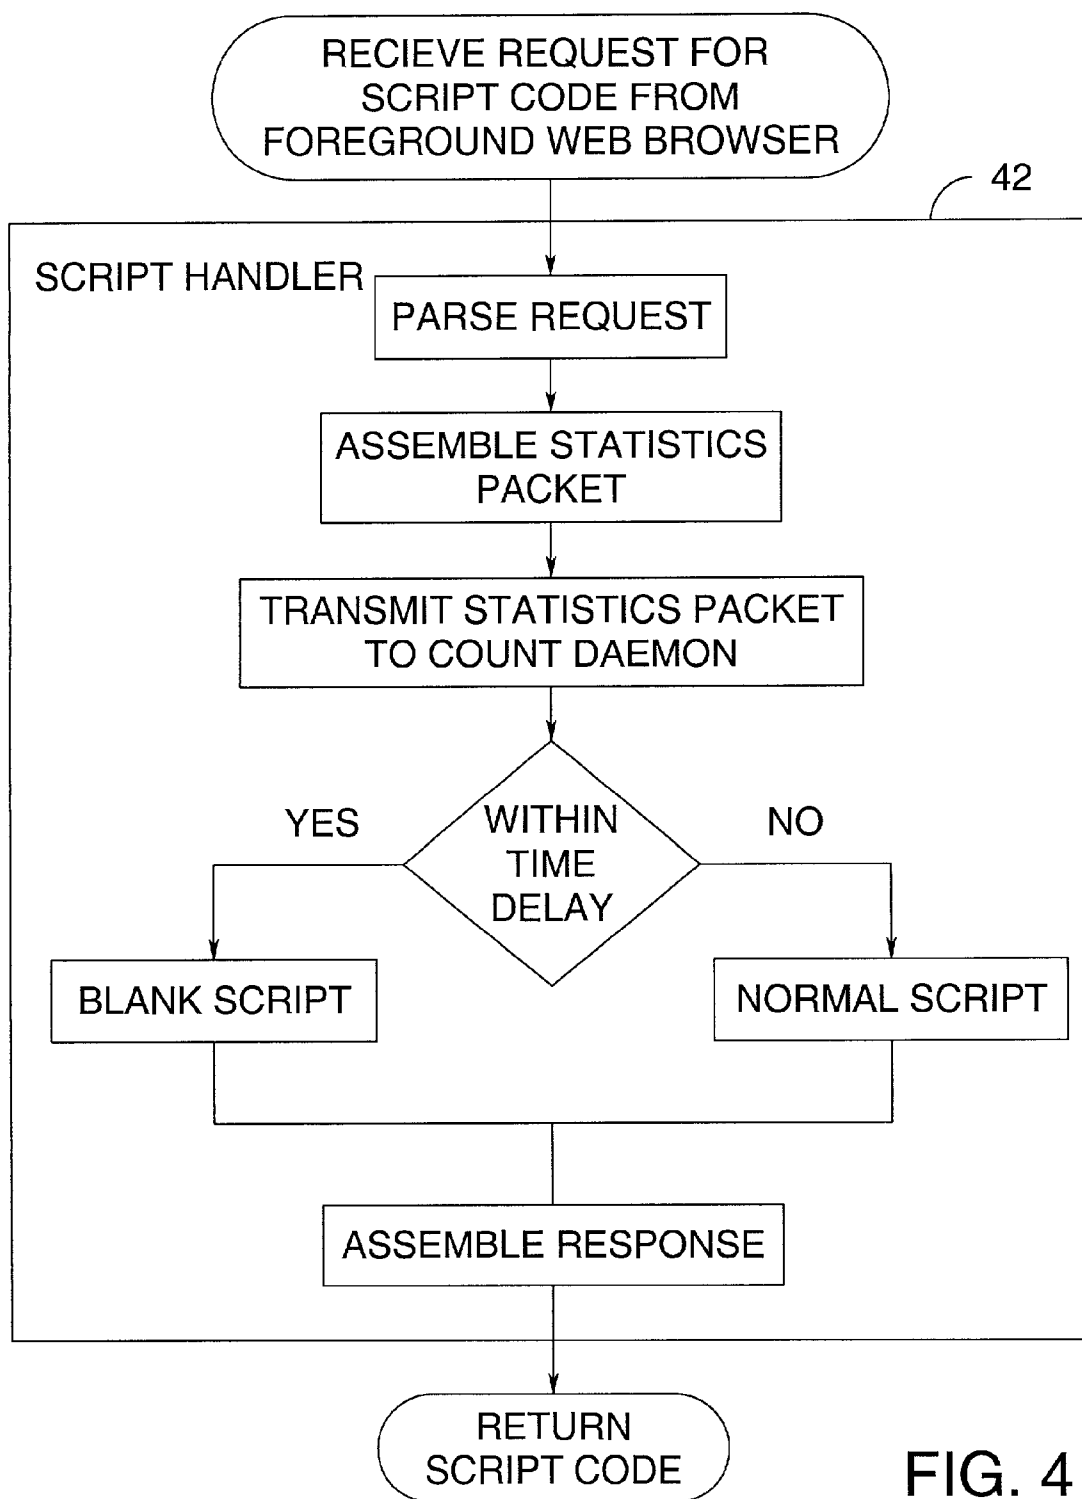 RECIEVE REQUEST FOR
SCRIPT CODE FROM
FOREGROUND WEB BROWSER
42
SCRIPT HANDLER
PARSE REQUEST
ASSEMBLE STATISTICS
PACKET
TRANSMIT STATISTICS PACKET
TO COUNT DAEMON
YES
WITHIN
TIME
DELAY
NO
BLANK SCRIPT
NORMAL SCRIPT
ASSEMBLE RESPONSE
RETURN
SCRIPT CODE
FIG. 4